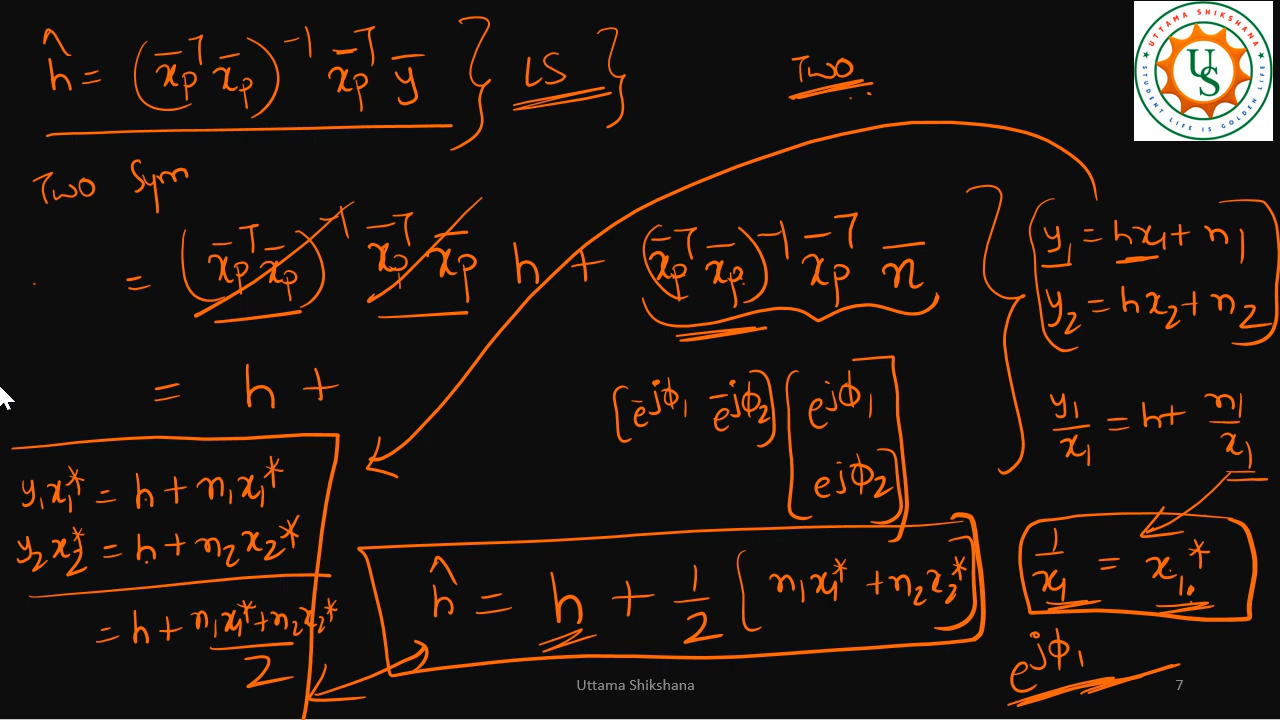 ĥ = (x̄pᵀ x̄p)⁻¹ x̄pᵀ ȳ } LS }
TWO
UTTAMA SHIKSHANA
US
STUDENT LIFE IS GOLDEN LIFE
TWO Sym
= (x̄pᵀ x̄p)⁻¹ x̄pᵀ x̄p h + (x̄pᵀ x̄p)⁻¹ x̄pᵀ n̄
y₁ = hx₁ + n₁
y₂ = hx₂ + n₂
= h +
[e⁻ʲᶲ¹ e⁻ʲᶲ²] [eʲᶲ¹
eʲᶲ²]
y₁/x₁ = h + n₁/x₁
y₁x₁* = h + n₁x₁*
y₂x₂* = h + n₂x₂*
= h + (n₁x₁* + n₂x₂*)/2
ĥ = h + 1/2 [n₁x₁* + n₂x₂*]
1/x₁ = x₁*
eʲᶲ¹
Uttama Shikshana
7